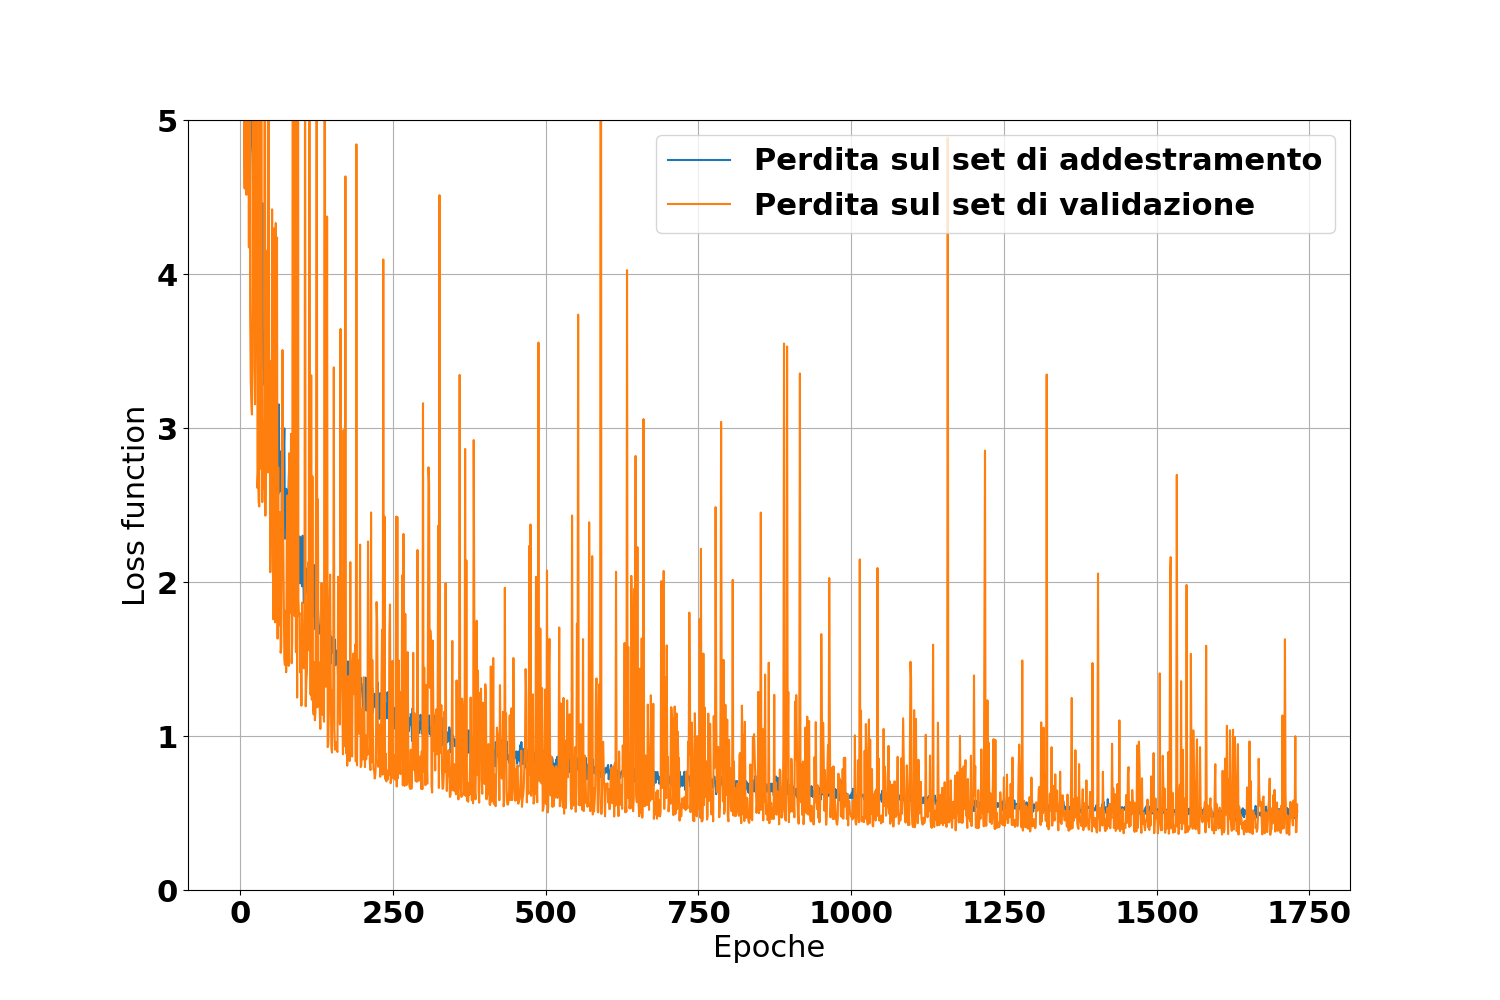 Perdita sul set di addestramento
Perdita sul set di validazione
Loss function
5
4
3
2
1
0
0 250 500 750 1000 1250 1500 1750
Epoche